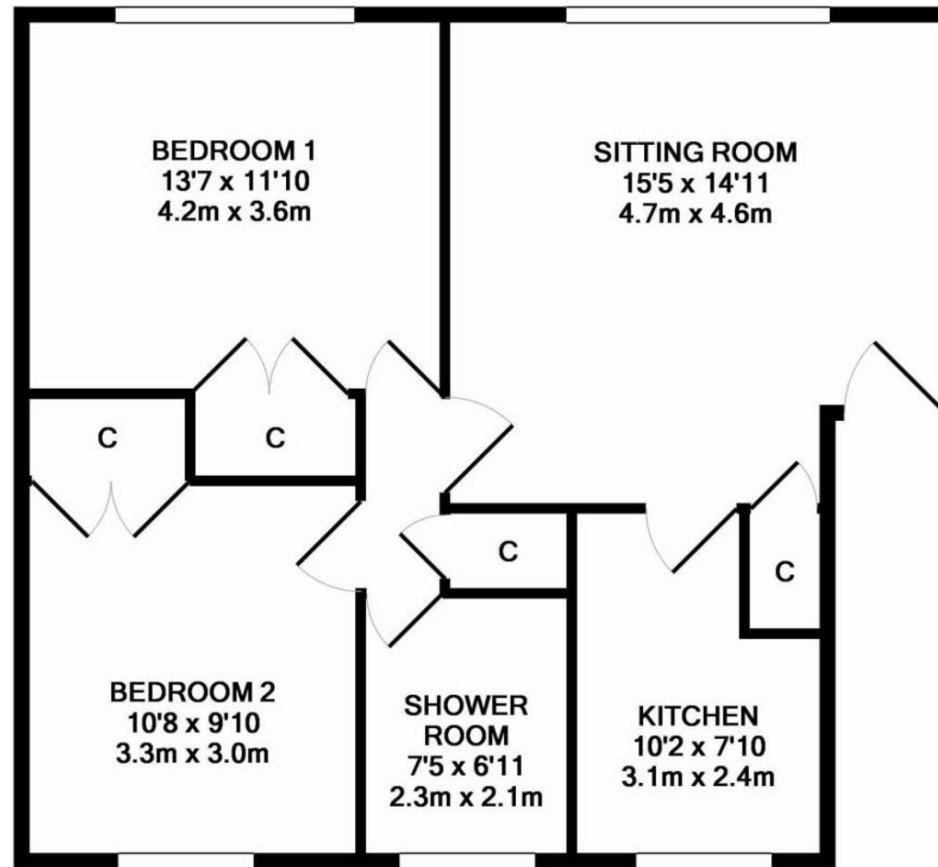 BEDROOM 1
13'7 x 11'10
4.2m x 3.6m
SITTING ROOM
15'5 x 14'11
4.7m x 4.6m
C
C
C
C
BEDROOM 2
10'8 x 9'10
3.3m x 3.0m
SHOWER
ROOM
7'5 x 6'11
2.3m x 2.1m
KITCHEN
10'2 x 7'10
3.1m x 2.4m